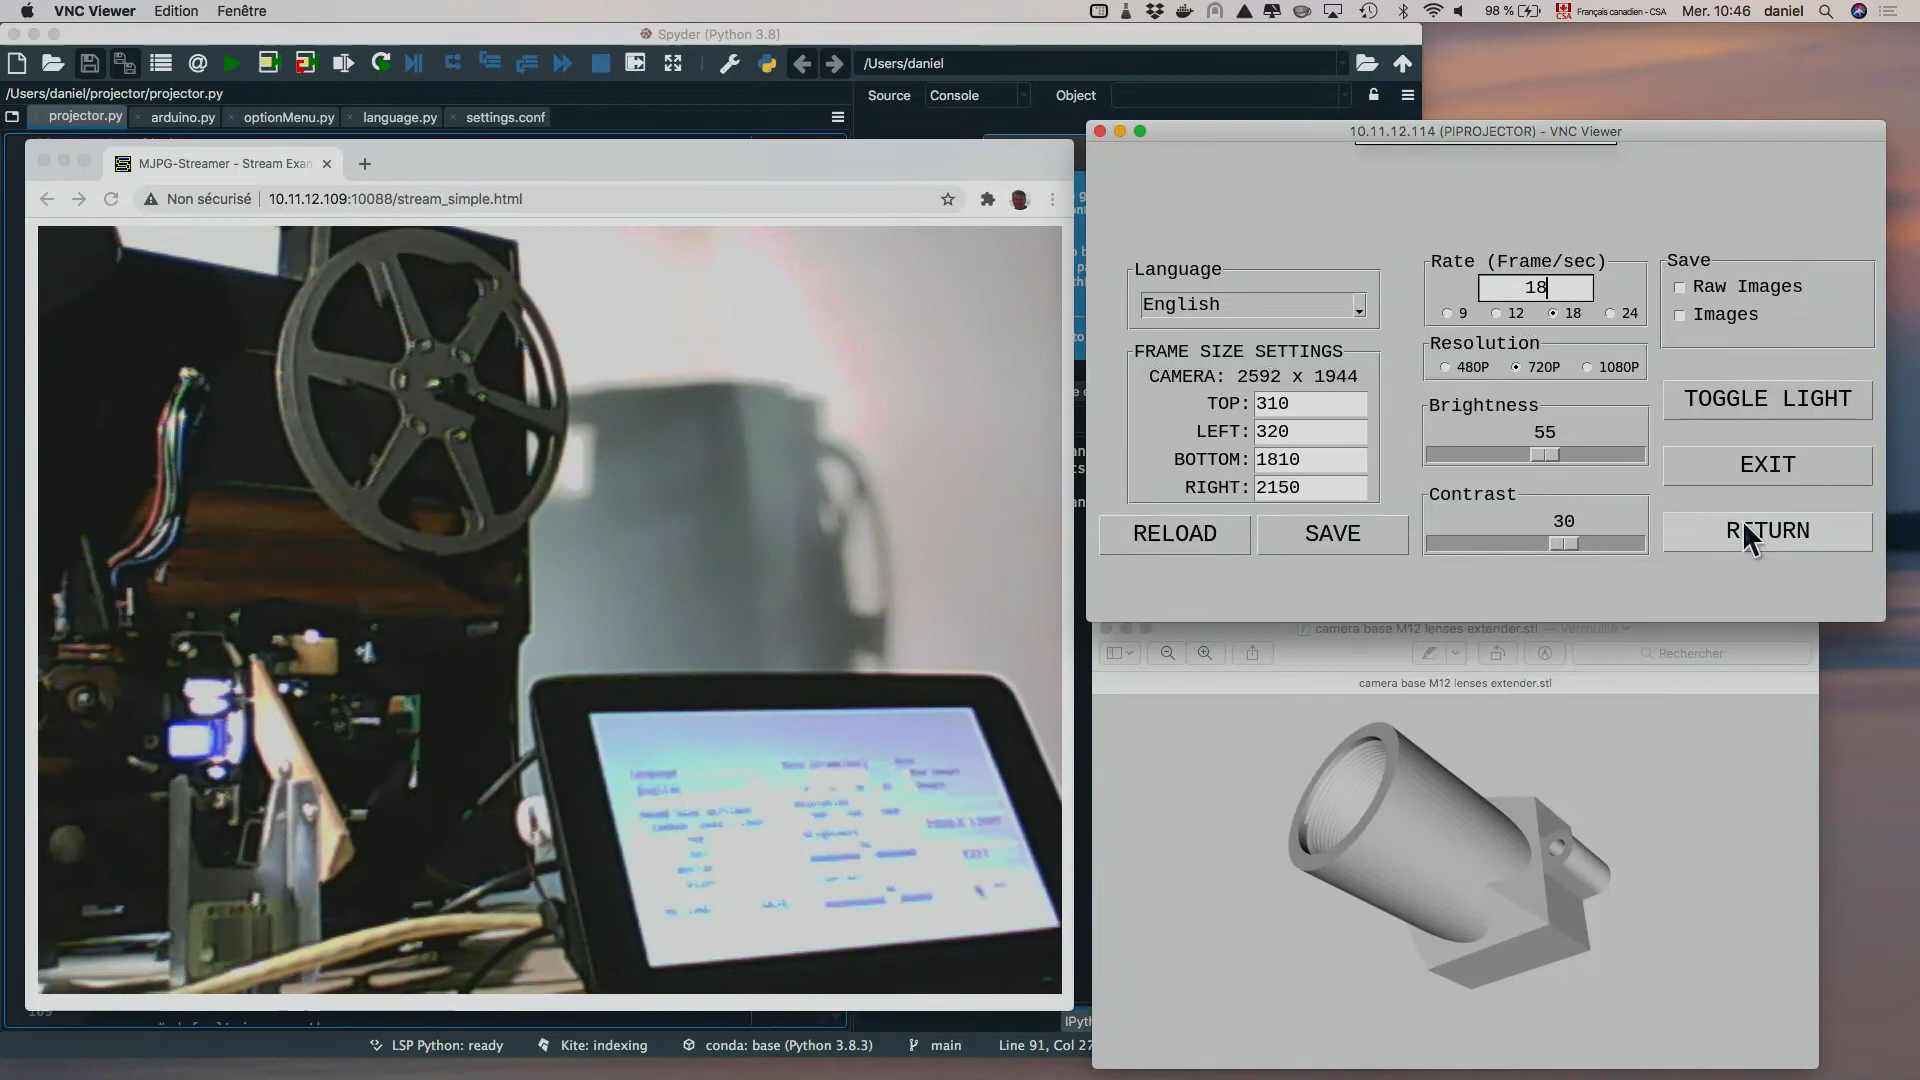 VNC Viewer Edition Fenêtre 98 % Français canadien - CSA Mer. 10:46 daniel
Spyder (Python 3.8)
/Users/daniel
/Users/daniel/projector/projector.py
Source Console Object
projector.py arduino.py optionMenu.py language.py settings.conf
MJPG-Streamer - Stream Exan
Non sécurisé 10.11.12.109:10088/stream_simple.html
10.11.12.114 (PIPROJECTOR) - VNC Viewer
Language
English
FRAME SIZE SETTINGS
CAMERA: 2592 x 1944
TOP: 310
LEFT: 320
BOTTOM: 1810
RIGHT: 2150
RELOAD SAVE
Rate (Frame/sec)
18
9 12 18 24
Resolution
480P 720P 1080P
Brightness
55
Contrast
30
Save
Raw Images
Images
TOGGLE LIGHT
EXIT
RETURN
camera base M12 lenses extender.stl — Verrouillé
Rechercher
camera base M12 lenses extender.stl
LSP Python: ready Kite: indexing conda: base (Python 3.8.3) main Line 91, Col 27